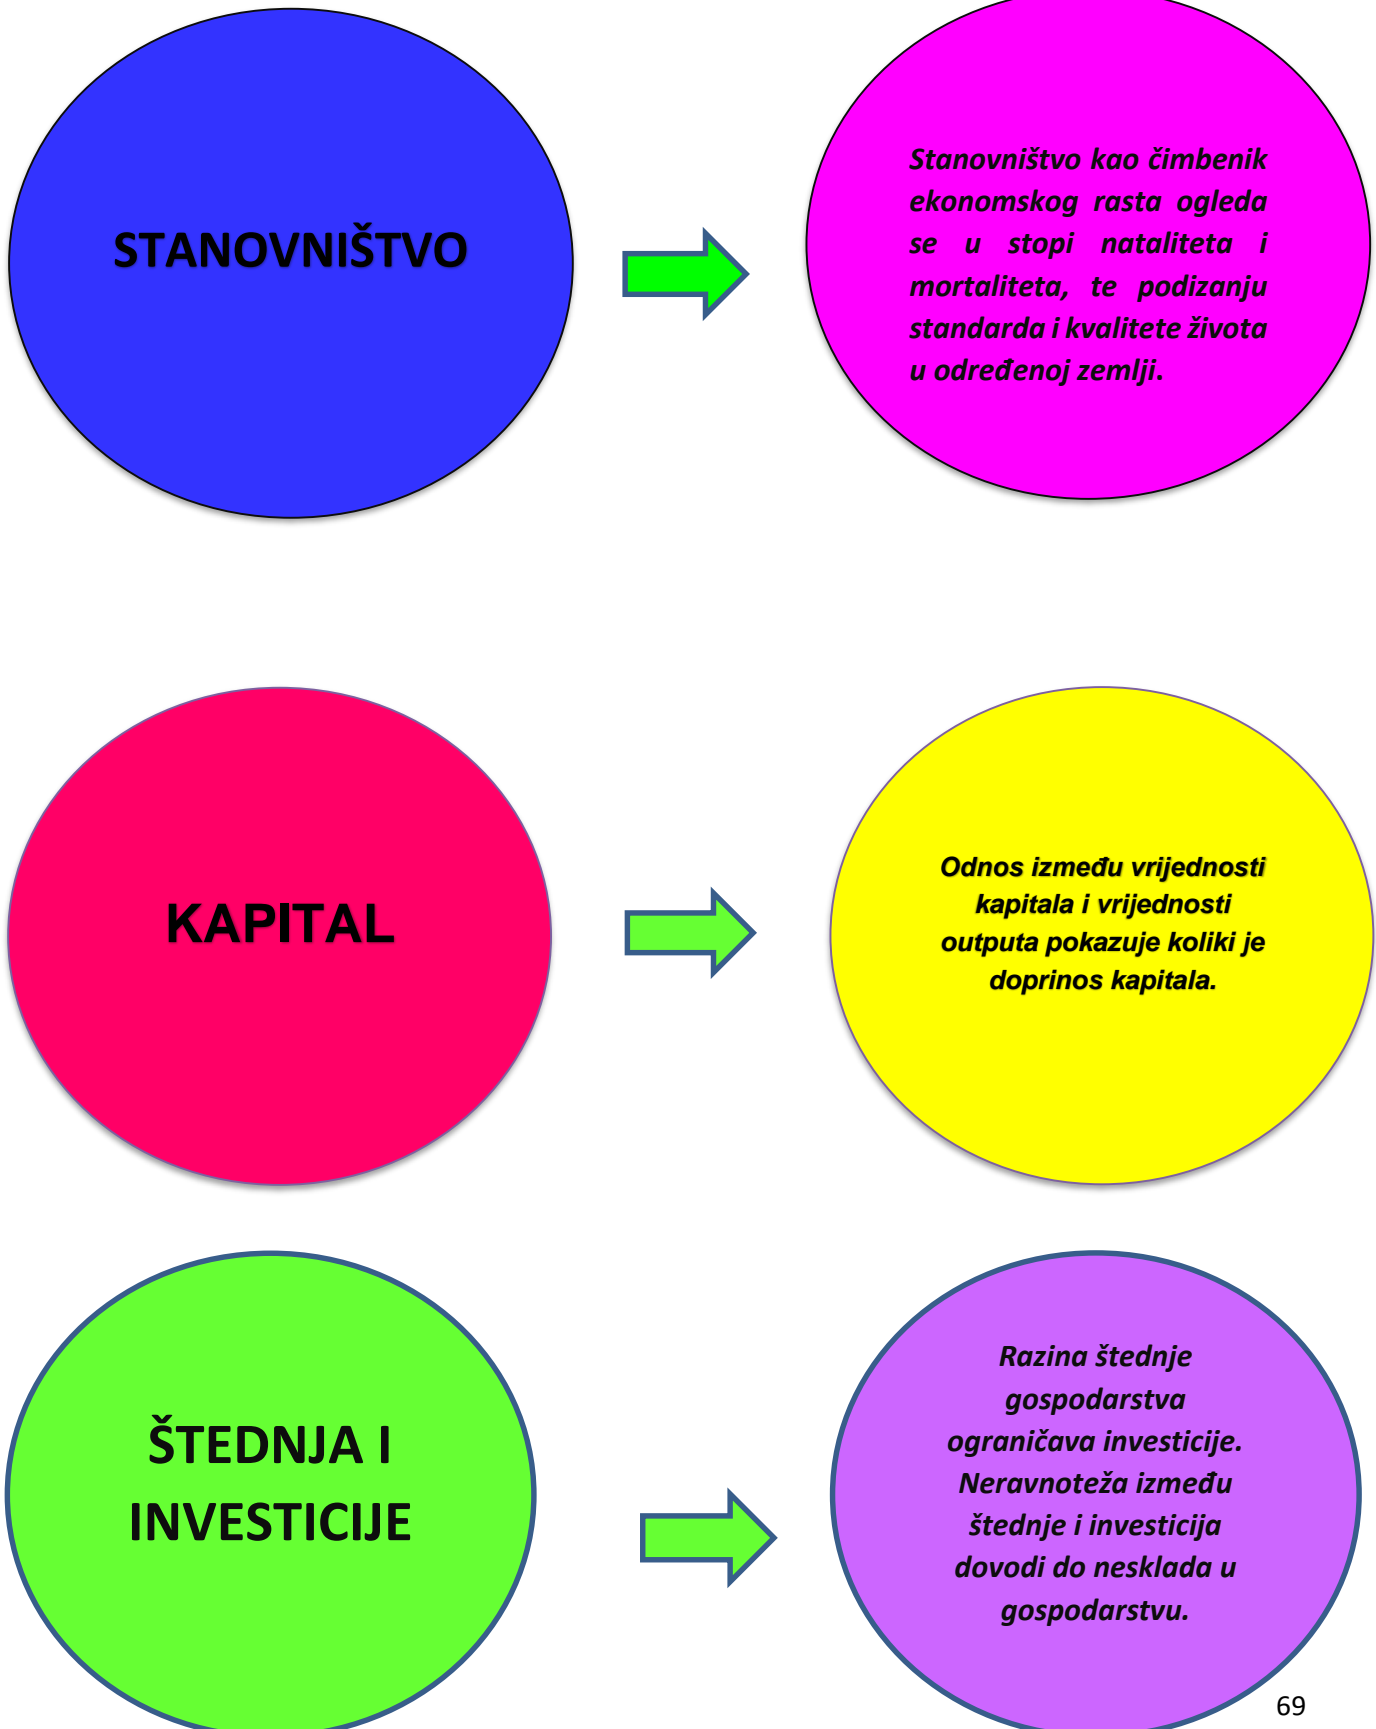 STANOVNIŠTVO
Stanovništvo kao čimbenik
ekonomskog rasta ogleda
se u stopi nataliteta i
mortaliteta, te podizanju
standarda i kvalitete života
u određenoj zemlji.
KAPITAL
Odnos između vrijednosti
kapitala i vrijednosti
outputa pokazuje koliki je
doprinos kapitala.
ŠTEDNJA I
INVESTICIJE
Razina štednje
gospodarstva
ograničava investicije.
Neravnoteža između
štednje i investicija
dovodi do nesklada u
gospodarstvu.
69